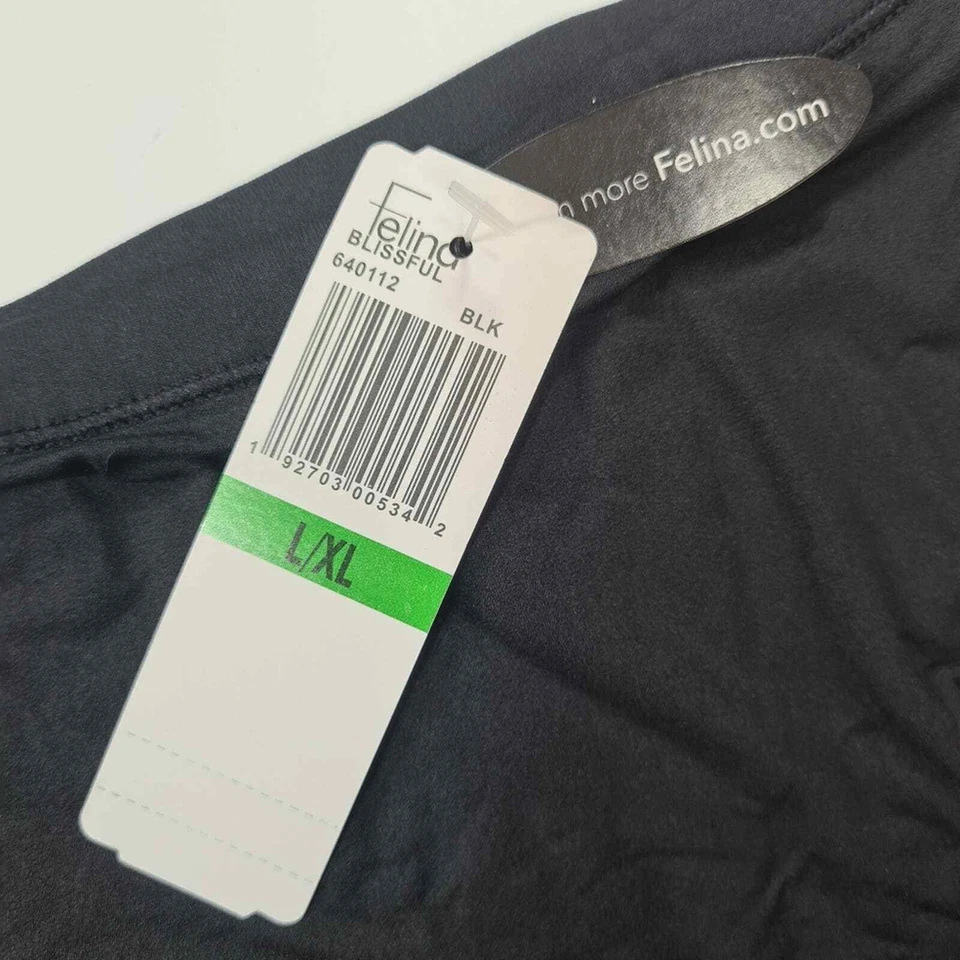 more Felina.com
Felina
BLISSFUL
640112
BLK
1 92703 00534 2
L/XL